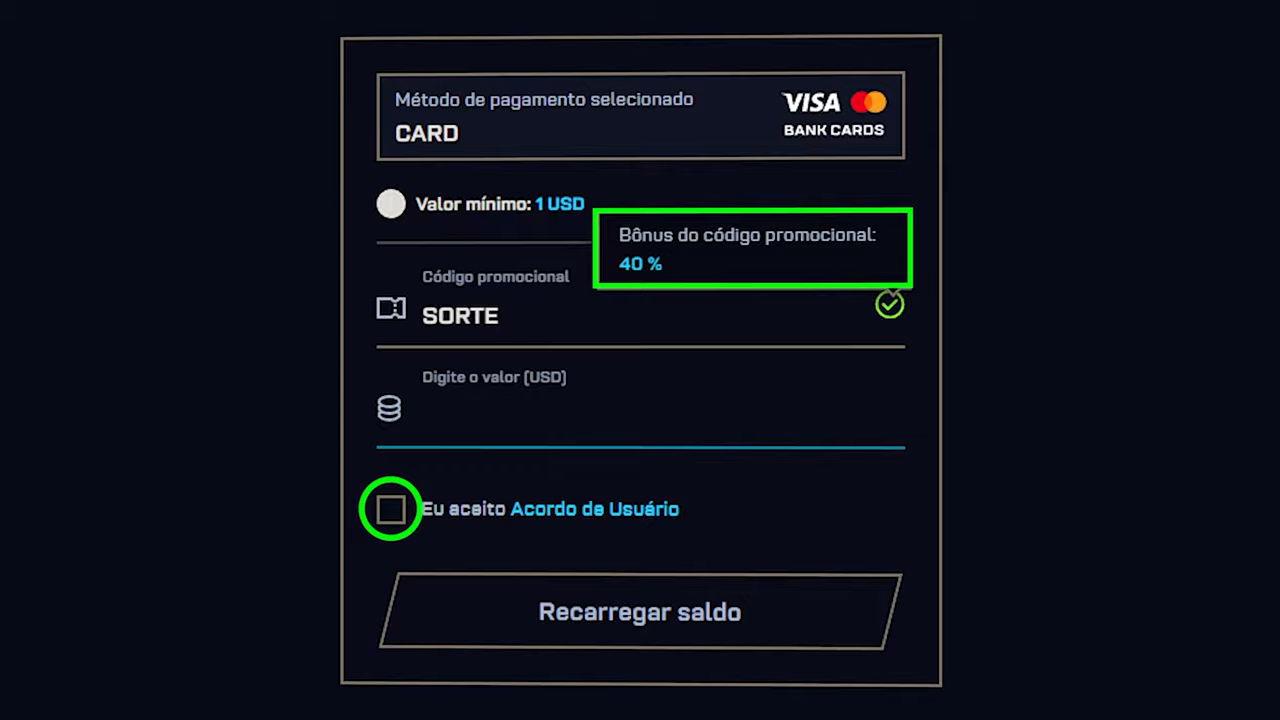 Método de pagamento selecionado
CARD
VISA
BANK CARDS
Valor mínimo: 1 USD
Bônus do código promocional:
40 %
Código promocional
SORTE
Digite o valor (USD)
Eu aceito Acordo de Usuário
Recarregar saldo